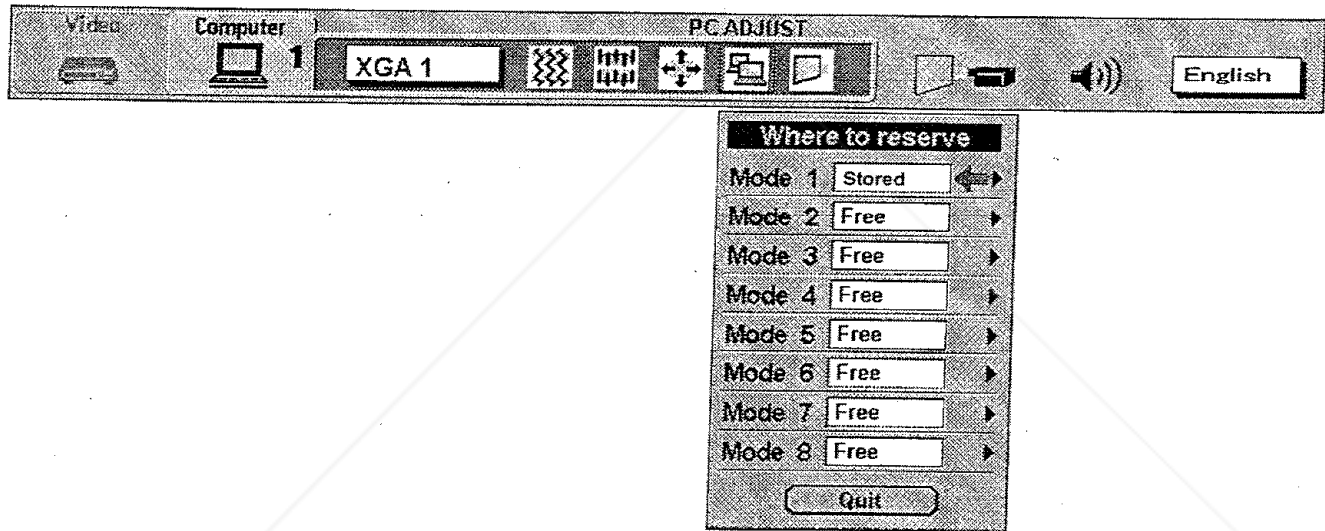 Video
Computer
1
PC ADJUST
XGA 1
English
Where to reserve
Mode 1 Stored
Mode 2 Free
Mode 3 Free
Mode 4 Free
Mode 5 Free
Mode 6 Free
Mode 7 Free
Mode 8 Free
Quit